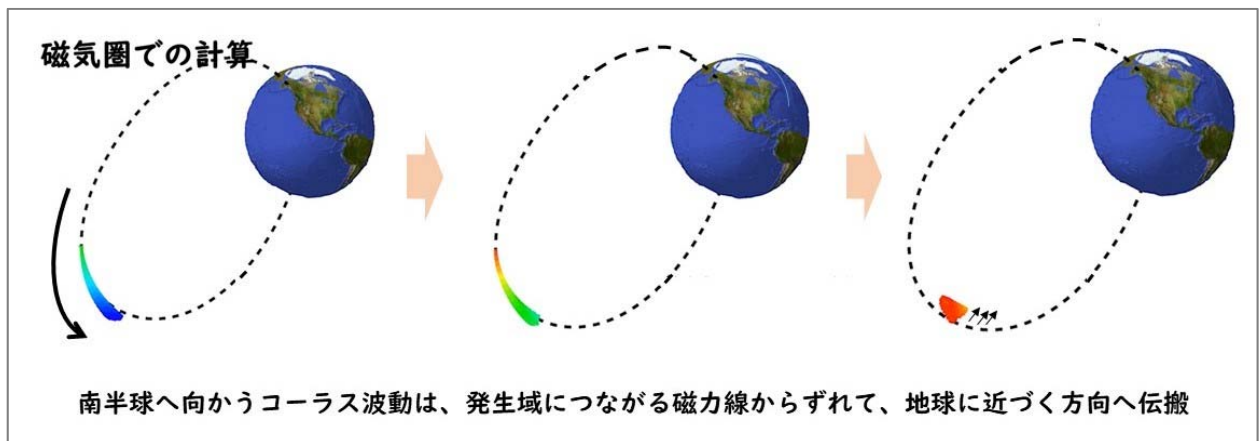 磁気圏での計算
南半球へ向かうコーラス波動は、発生域につながる磁力線からずれて、地球に近づく方向へ伝搬